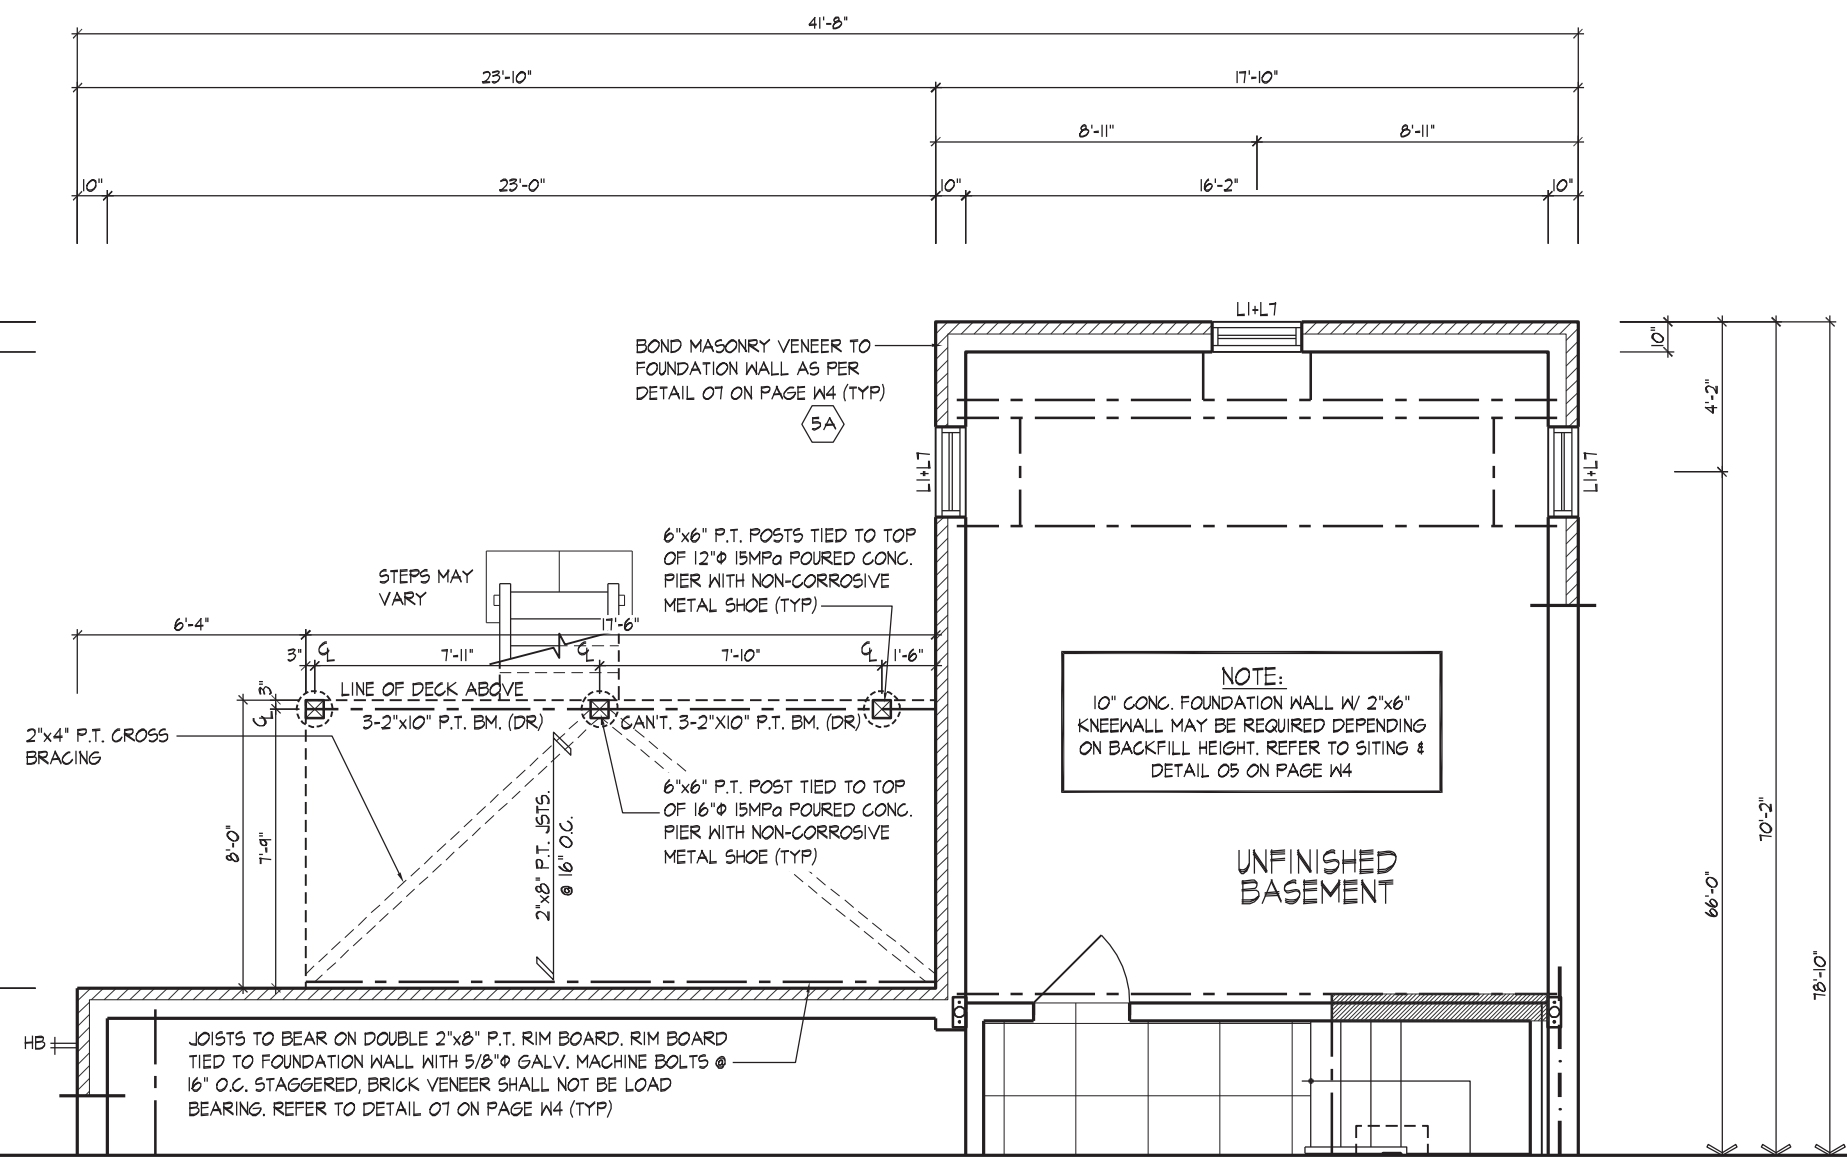 41'-8"
23'-10"
17'-10"
8'-11"
8'-11"
10"
23'-0"
10"
16'-2"
10"
L1+L7
10"
BOND MASONRY VENEER TO
FOUNDATION WALL AS PER
DETAIL 07 ON PAGE W4 (TYP)
5A
4'-2"
L1+L7
L1+L7
6"x6" P.T. POSTS TIED TO TOP
OF 12"Φ 15MPa POURED CONC.
PIER WITH NON-CORROSIVE
METAL SHOE (TYP)
STEPS MAY
VARY
6'-4"
17'-6"
3"
7'-11"
7'-10"
1'-6"
3"
LINE OF DECK ABOVE
3-2"x10" P.T. BM. (DR)
CAN'T. 3-2"X10" P.T. BM. (DR)
NOTE:
10" CONC. FOUNDATION WALL W/ 2"x6"
KNEEWALL MAY BE REQUIRED DEPENDING
ON BACKFILL HEIGHT. REFER TO SITING &
DETAIL 05 ON PAGE W4
2"x4" P.T. CROSS
BRACING
6"x6" P.T. POST TIED TO TOP
OF 16"Φ 15MPa POURED CONC.
PIER WITH NON-CORROSIVE
METAL SHOE (TYP)
8'-0"
7'-9"
2"x8" P.T. JSTS.
@ 16" O.C.
UNFINISHED
BASEMENT
66'-0"
70'-2"
78'-10"
HB
JOISTS TO BEAR ON DOUBLE 2"x8" P.T. RIM BOARD. RIM BOARD
TIED TO FOUNDATION WALL WITH 5/8"Φ GALV. MACHINE BOLTS @
16" O.C. STAGGERED, BRICK VENEER SHALL NOT BE LOAD
BEARING. REFER TO DETAIL 07 ON PAGE W4 (TYP)